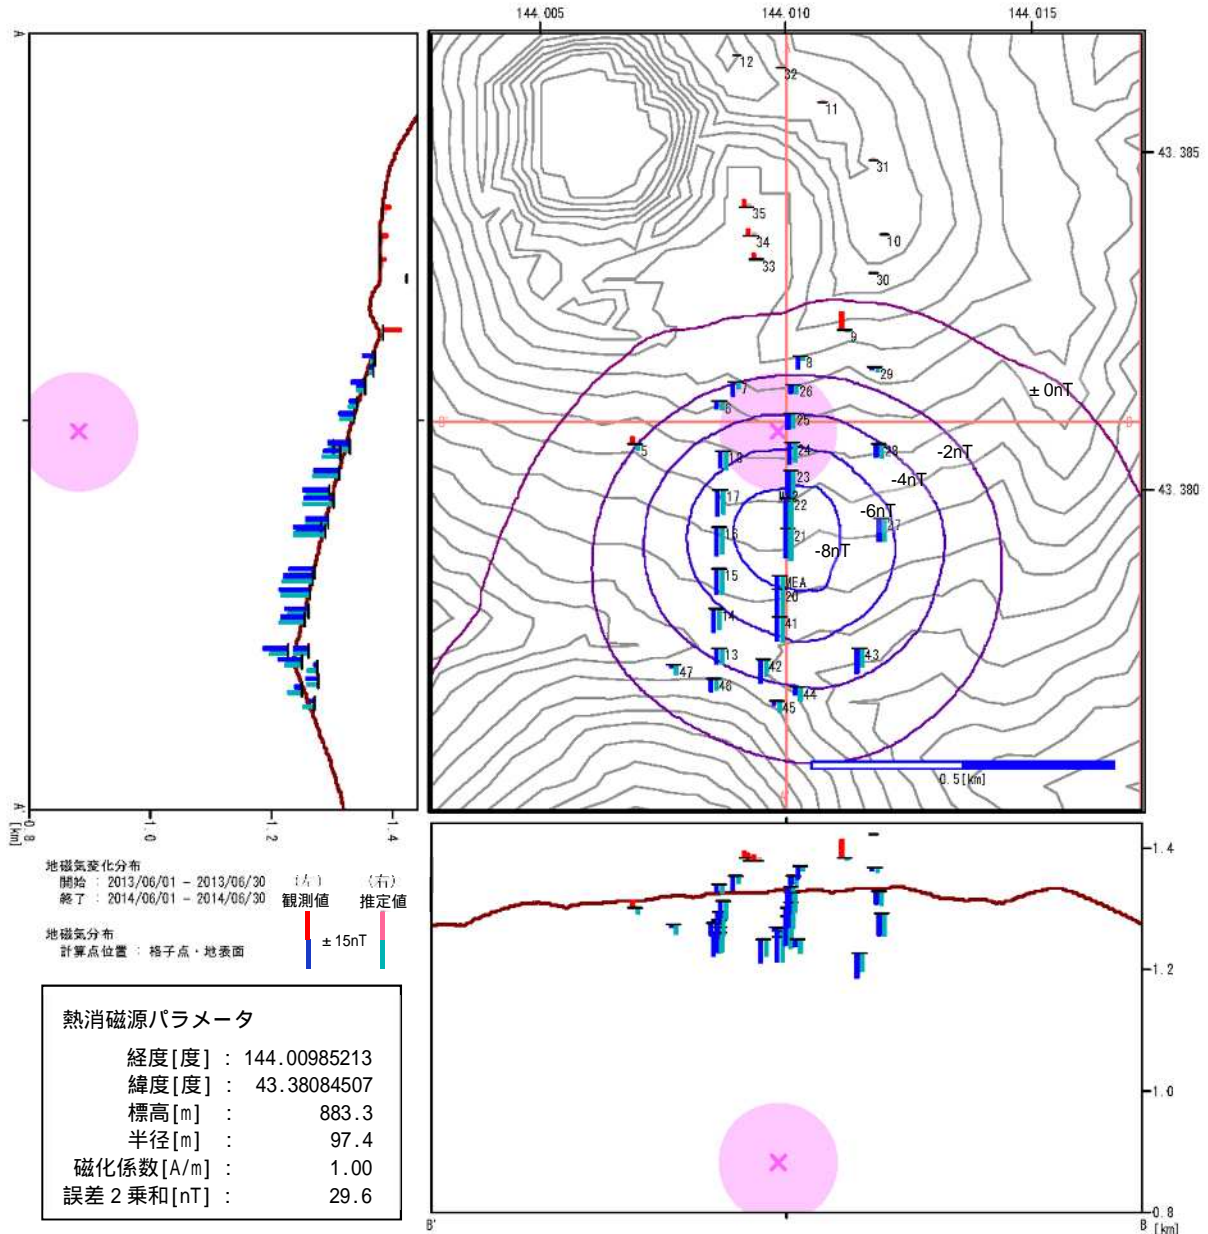 144.005
144.010
144.015
A
12
32
11
31
43.385
35
34
33
10
30
9
8
29
± 0nT
7
26
6
25
B'
B
5
24
28
-2nT
18
23
-4nT
43.380
17
22
-6nT
27
16
21
-8nT
15
MEA
20
14
41
13
42
43
47
46
44
45
0.5[km]
A'
0.8
1.0
1.2
1.4
[km]
地磁気変化分布
開始 : 2013/06/01 - 2013/06/30
終了 : 2014/06/01 - 2014/06/30
(左) (右)
観測値 推定値
± 15nT
地磁気分布
計算点位置 : 格子点・地表面
熱消磁源パラメータ
経度[度] : 144.00985213
緯度[度] : 43.38084507
標高[m] : 883.3
半径[m] : 97.4
磁化係数[A/m] : 1.00
誤差２乗和[nT] : 29.6
1.4
1.2
1.0
0.8
B'
B
[km]